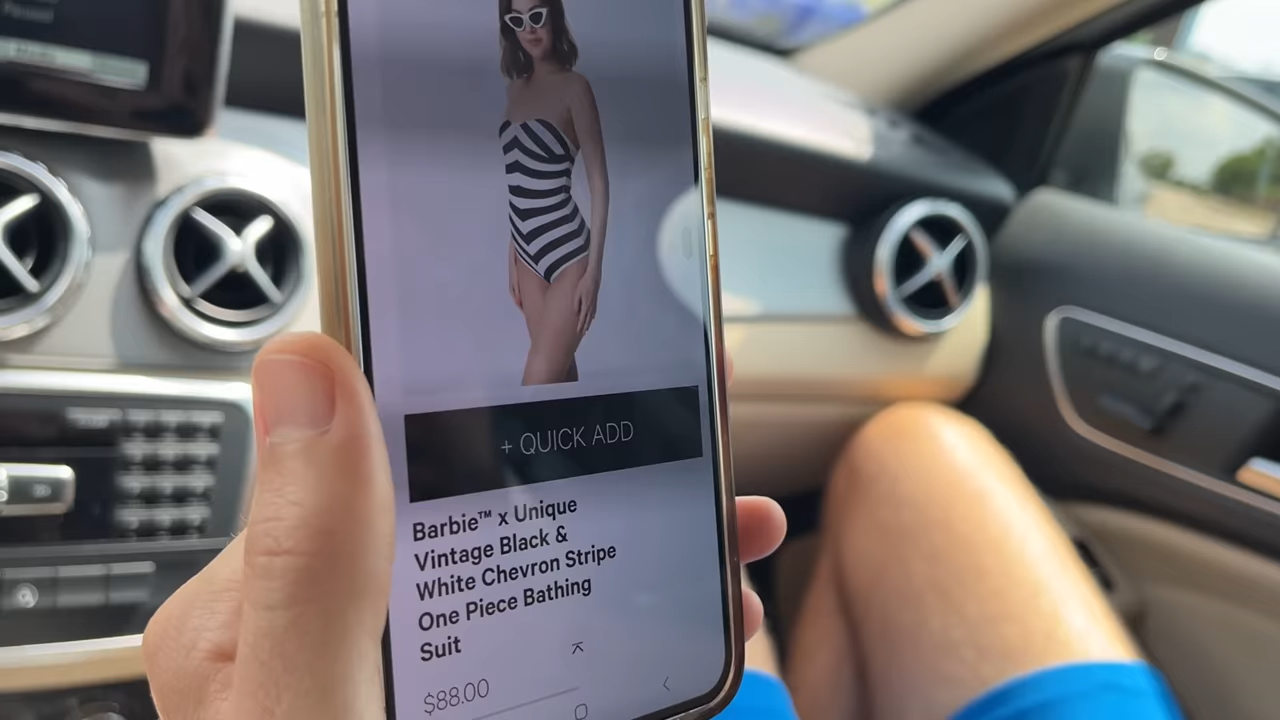 + QUICK ADD
Barbie™ x Unique
Vintage Black &
White Chevron Stripe
One Piece Bathing
Suit
$88.00